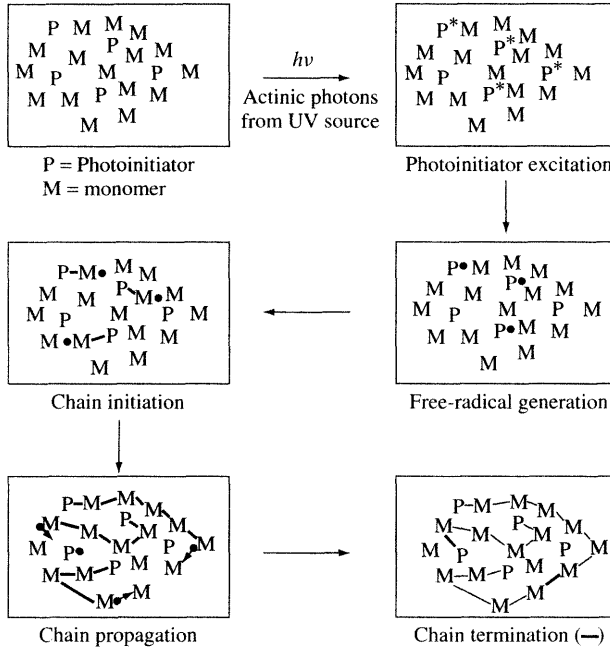 P M M M
M M P M M
M P M P M
M M P M M M
M M
P = Photoinitiator
M = monomer
hν
Actinic photons
from UV source
P* M M M
M M P* M M M
M P M P* M
M M P* M M M
M M
Photoinitiator excitation
P–M• M M
M M P M• M
M P M P M
M •M–P M M
M M
Chain initiation
P• M M M
M M P• M M
M P M P M
M M P• M M M
M M
Free-radical generation
P–M–M M
M M P M M
M P• M M P M
M–M–P M M
M• M
Chain propagation
P–M–M M
M M P M M
M P M M P M
M–M–P M M
M M
Chain termination (—)